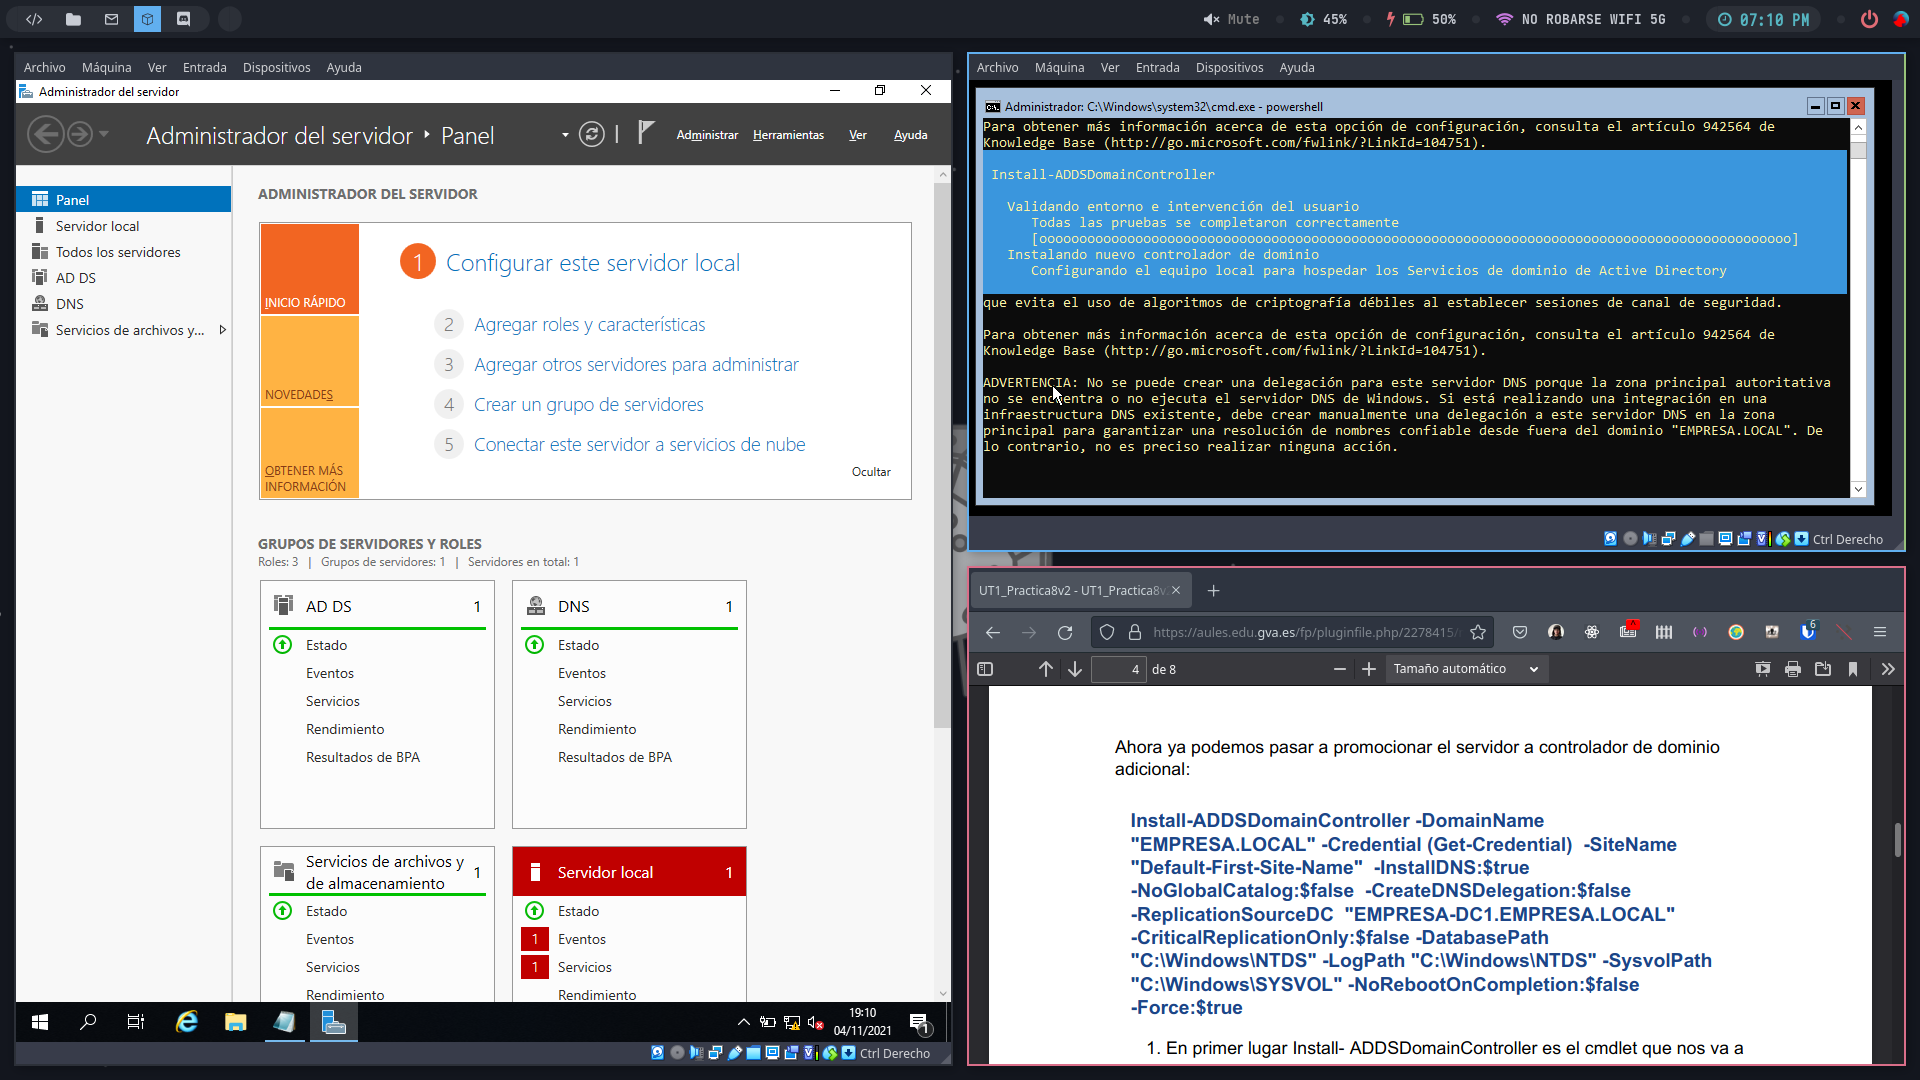 Mute
45%
50%
NO ROBARSE WIFI 5G
07:10 PM
Archivo Máquina Ver Entrada Dispositivos Ayuda
Administrador del servidor
Administrador del servidor ‣ Panel
Administrar Herramientas Ver Ayuda
Panel
Servidor local
Todos los servidores
AD DS
DNS
Servicios de archivos y...
ADMINISTRADOR DEL SERVIDOR
INICIO RÁPIDO
NOVEDADES
OBTENER MÁS
INFORMACIÓN
1 Configurar este servidor local
2 Agregar roles y características
3 Agregar otros servidores para administrar
4 Crear un grupo de servidores
5 Conectar este servidor a servicios de nube
Ocultar
GRUPOS DE SERVIDORES Y ROLES
Roles: 3 | Grupos de servidores: 1 | Servidores en total: 1
AD DS 1
Estado
Eventos
Servicios
Rendimiento
Resultados de BPA
DNS 1
Estado
Eventos
Servicios
Rendimiento
Resultados de BPA
Servicios de archivos y
de almacenamiento 1
Estado
Eventos
Servicios
Rendimiento
Servidor local 1
Estado
1 Eventos
1 Servicios
Rendimiento
19:10
04/11/2021
1
Ctrl Derecho
Archivo Máquina Ver Entrada Dispositivos Ayuda
Administrador: C:\Windows\system32\cmd.exe - powershell
Para obtener más información acerca de esta opción de configuración, consulta el artículo 942564 de
Knowledge Base (http://go.microsoft.com/fwlink/?LinkId=104751).
Install-ADDSDomainController
Validando entorno e intervención del usuario
Todas las pruebas se completaron correctamente
[oooooooooooooooooooooooooooooooooooooooooooooooooooooooooooooooooooooooooooooooooooooooooooooo]
Instalando nuevo controlador de dominio
Configurando el equipo local para hospedar los Servicios de dominio de Active Directory
que evita el uso de algoritmos de criptografía débiles al establecer sesiones de canal de seguridad.
Para obtener más información acerca de esta opción de configuración, consulta el artículo 942564 de
Knowledge Base (http://go.microsoft.com/fwlink/?LinkId=104751).
ADVERTENCIA: No se puede crear una delegación para este servidor DNS porque la zona principal autoritativa
no se encuentra o no ejecuta el servidor DNS de Windows. Si está realizando una integración en una
infraestructura DNS existente, debe crear manualmente una delegación a este servidor DNS en la zona
principal para garantizar una resolución de nombres confiable desde fuera del dominio "EMPRESA.LOCAL". De
lo contrario, no es preciso realizar ninguna acción.
Ctrl Derecho
UT1_Practica8v2 - UT1_Practica8v
https://aules.edu.gva.es/fp/pluginfile.php/2278415/
6
4 de 8
Tamaño automático
Ahora ya podemos pasar a promocionar el servidor a controlador de dominio
adicional:
Install-ADDSDomainController -DomainName
"EMPRESA.LOCAL" -Credential (Get-Credential) -SiteName
"Default-First-Site-Name" -InstallDNS:$true
-NoGlobalCatalog:$false -CreateDNSDelegation:$false
-ReplicationSourceDC "EMPRESA-DC1.EMPRESA.LOCAL"
-CriticalReplicationOnly:$false -DatabasePath
"C:\Windows\NTDS" -LogPath "C:\Windows\NTDS" -SysvolPath
"C:\Windows\SYSVOL" -NoRebootOnCompletion:$false
-Force:$true
1. En primer lugar Install- ADDSDomainController es el cmdlet que nos va a